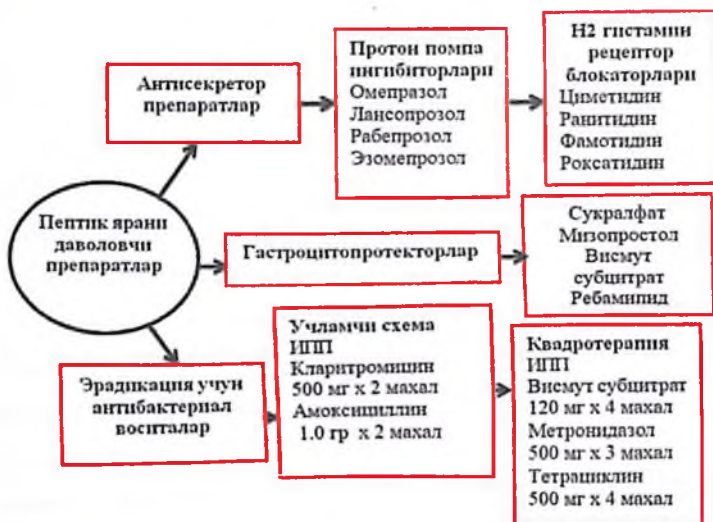 Антисекретор
препаратлар
Протон помпа
ингибиторлари
Омепразол
Лансопрозол
Рабепрозол
Эзомепрозол
Н2 гистамин
рецептор
блокаторлари
Циметидин
Ранитидин
Фамотидин
Роксатидин
Пептик ярани
даволовчи
препаратлар
Гастроцитопротекторлар
Сукралфат
Мизопростол
Висмут
субцитрат
Ребамипид
Эрадикация учун
антибактериал
воситалар
Учламчи схема
ИПП
Кларитромицин
500 мг х 2 махал
Амоксициллин
1.0 гр х 2 махал
Квадротерапия
ИПП
Висмут субцитрат
120 мг х 4 махал
Метронидазол
500 мг х 3 махал
Тетрациклин
500 мг х 4 махал